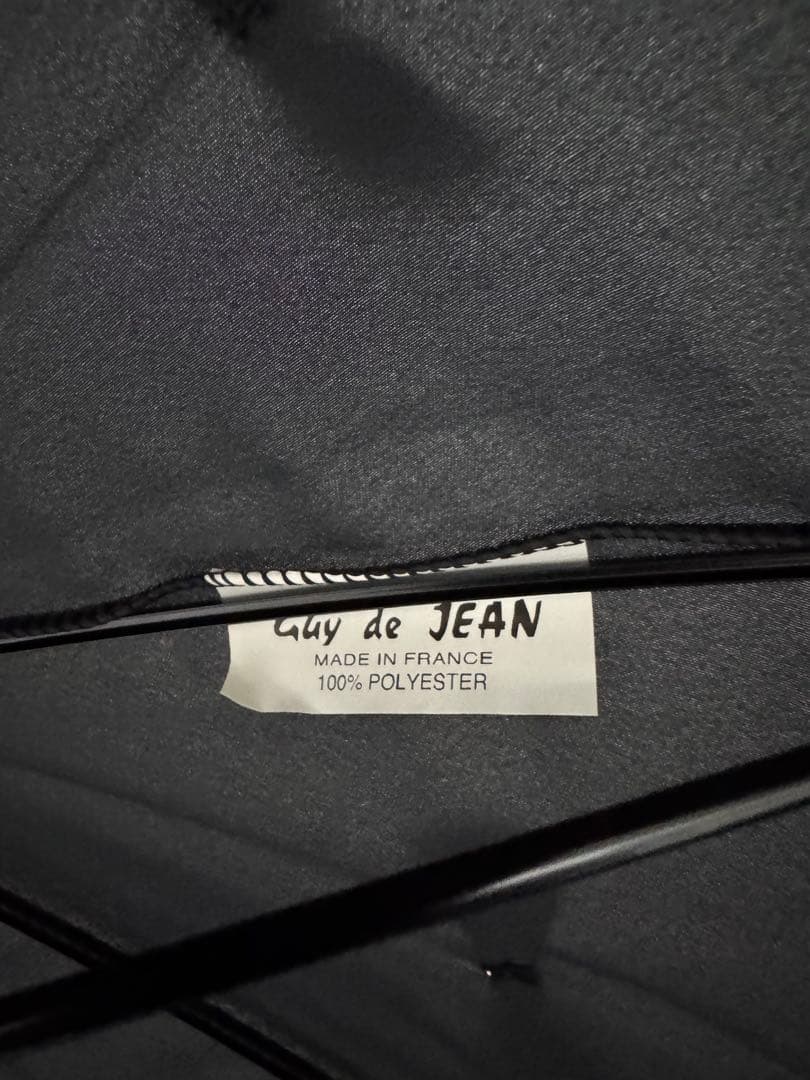 Guy de JEAN
MADE IN FRANCE
100% POLYESTER